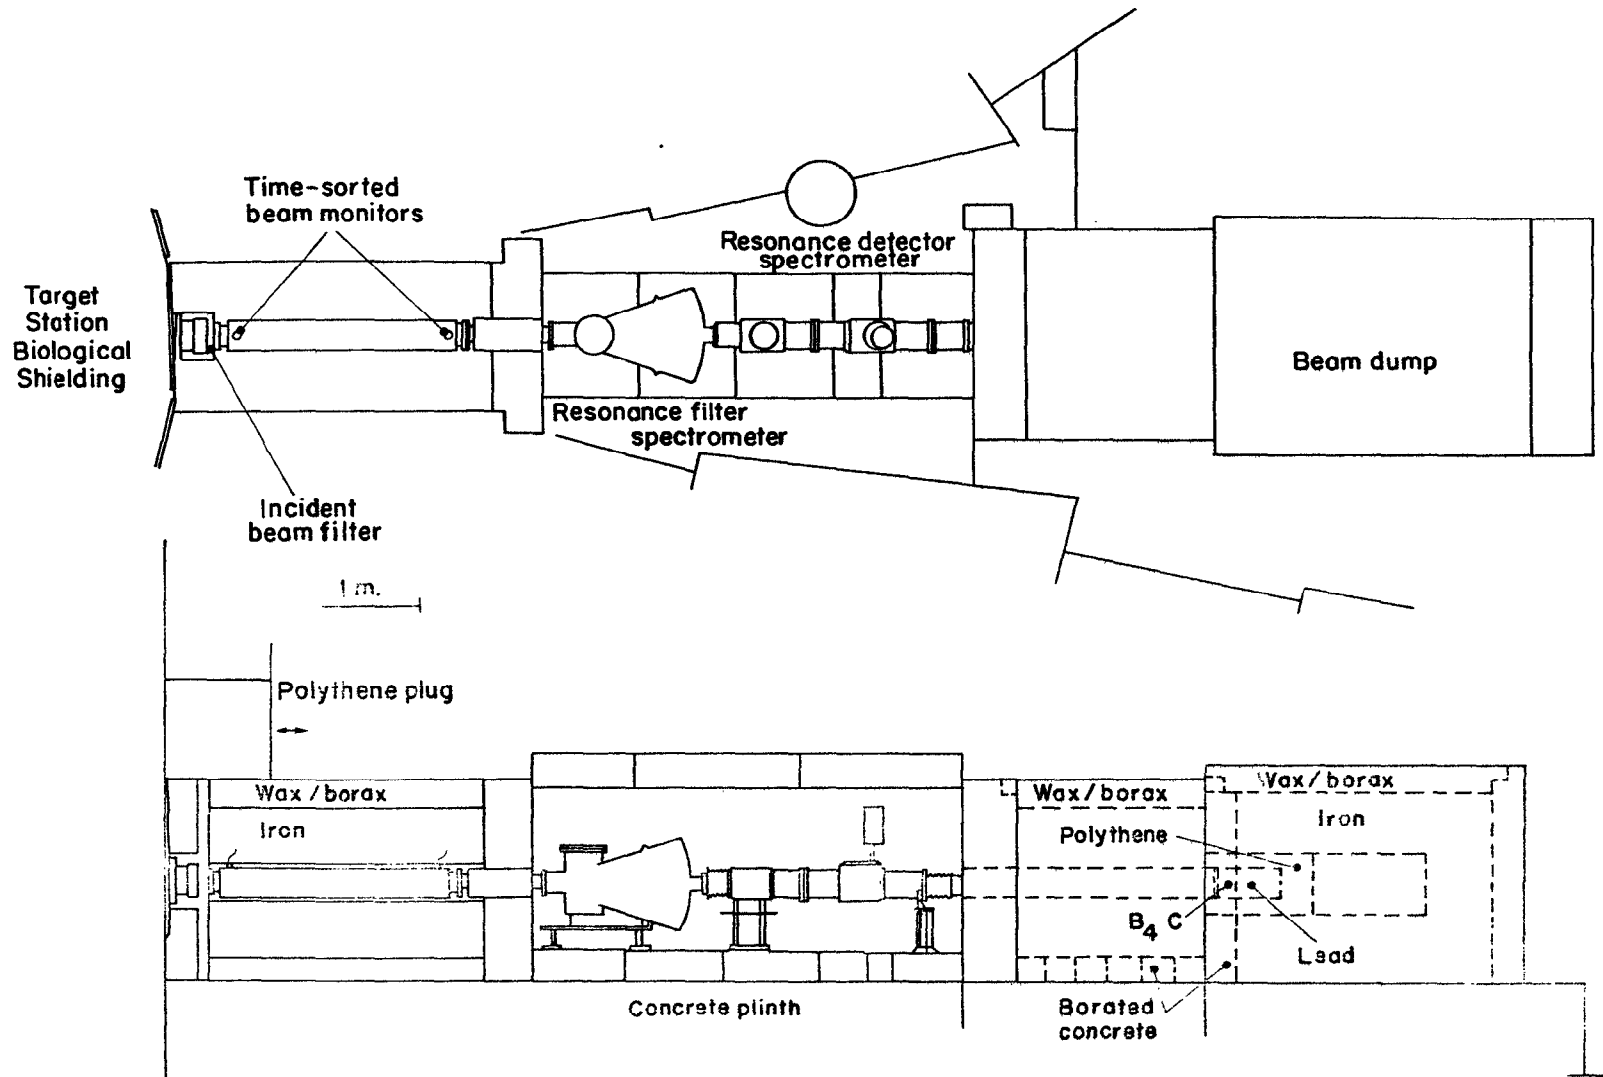 Time-sorted
beam monitors
Resonance detector
spectrometer
Target
Station
Biological
Shielding
Beam dump
Resonance filter
spectrometer
Incident
beam filter
1 m.
Polythene plug
Wax / borax
Iron
Wax / borax
Polythene
Wax / borax
Iron
B4 C
Lead
Concrete plinth
Borated
concrete